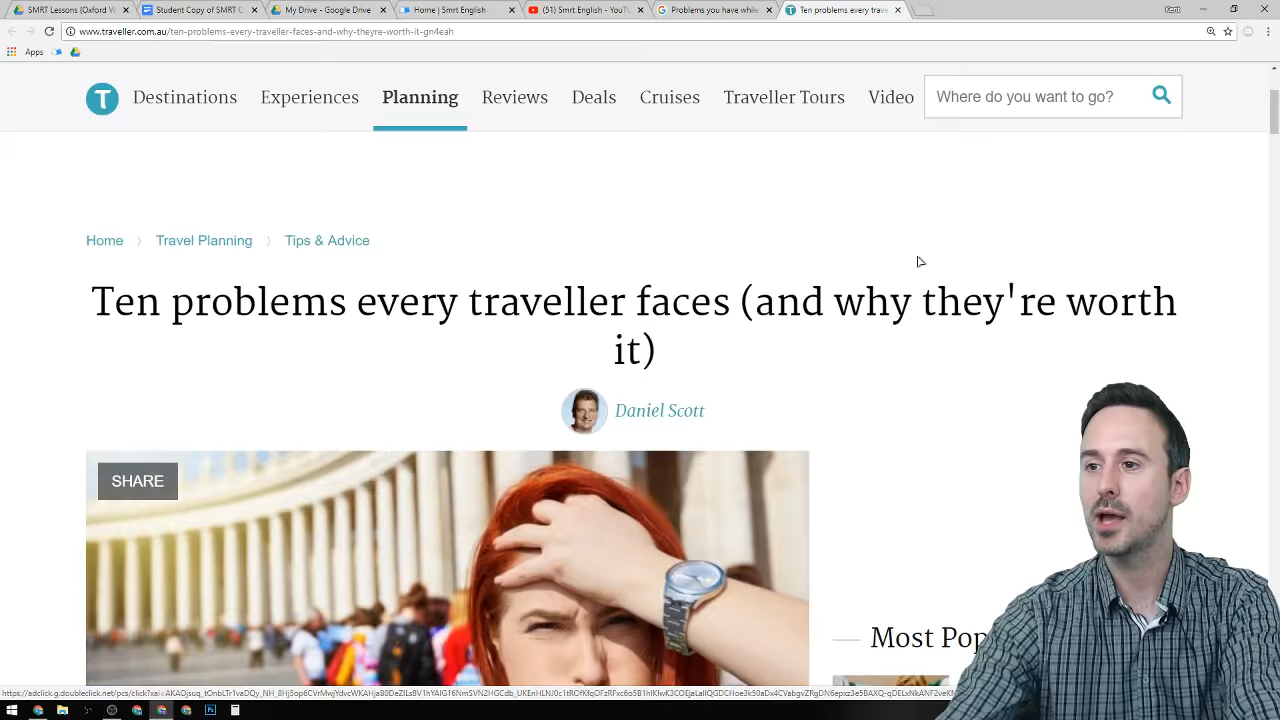 SMRT Lessons (Oxford W
Student Copy of SMRT C
My Drive - Google Drive
Home | Smrt English
(51) Smrt English - YouTu
Problems you have while
Ten problems every trave
www.traveller.com.au/ten-problems-every-traveller-faces-and-why-theyre-worth-it-gn4eah
Apps
T
Destinations
Experiences
Planning
Reviews
Deals
Cruises
Traveller Tours
Video
Where do you want to go?
Home 〉 Travel Planning 〉 Tips & Advice
Ten problems every traveller faces (and why they're worth
it)
Daniel Scott
SHARE
Most Pop